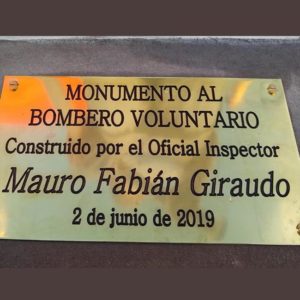 MONUMENTO AL
BOMBERO VOLUNTARIO
Construido por el Oficial Inspector
Mauro Fabián Giraudo
2 de junio de 2019